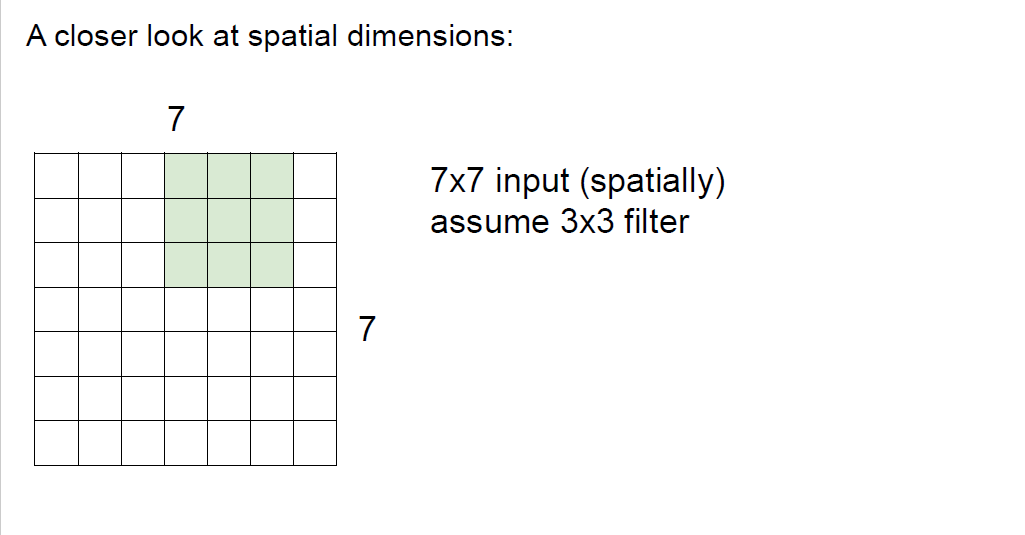 A closer look at spatial dimensions:
7
7x7 input (spatially)
assume 3x3 filter
7